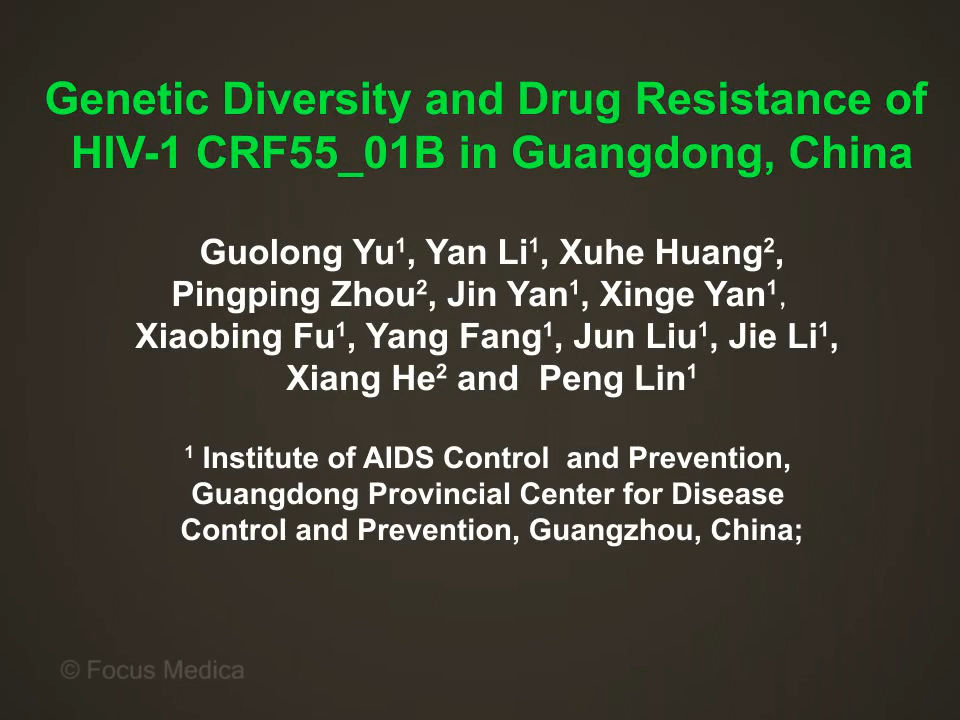 Genetic Diversity and Drug Resistance of
HIV-1 CRF55_01B in Guangdong, China
Guolong Yu¹, Yan Li¹, Xuhe Huang²,
Pingping Zhou², Jin Yan¹, Xinge Yan¹,
Xiaobing Fu¹, Yang Fang¹, Jun Liu¹, Jie Li¹,
Xiang He² and Peng Lin¹
¹ Institute of AIDS Control and Prevention,
Guangdong Provincial Center for Disease
Control and Prevention, Guangzhou, China;
© Focus Medica